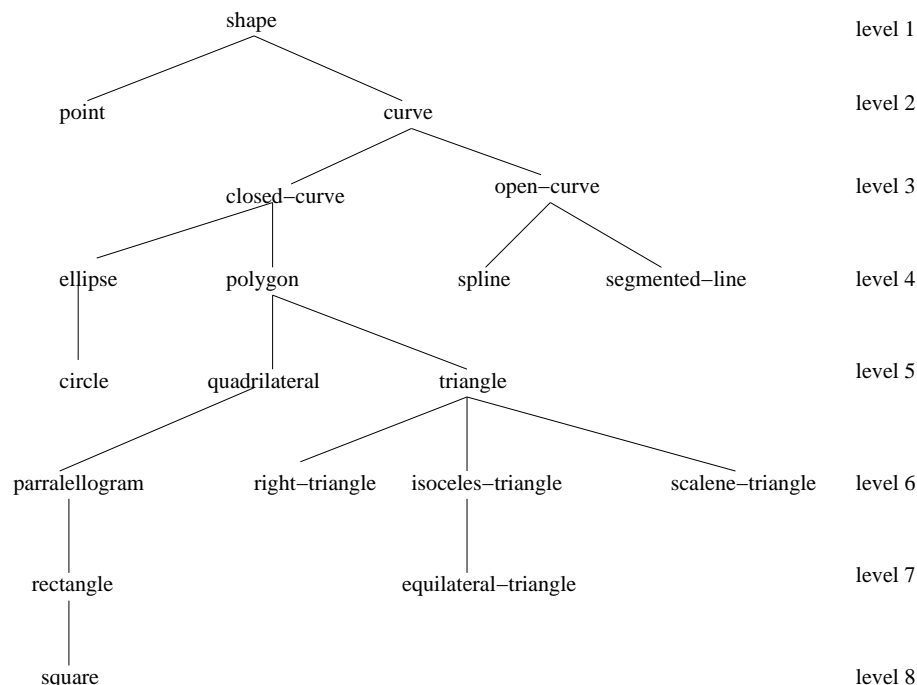 shape level 1
point curve level 2
closed−curve open−curve level 3
ellipse polygon spline segmented−line level 4
circle quadrilateral triangle level 5
parralellogram right−triangle isoceles−triangle scalene−triangle level 6
rectangle equilateral−triangle level 7
square level 8